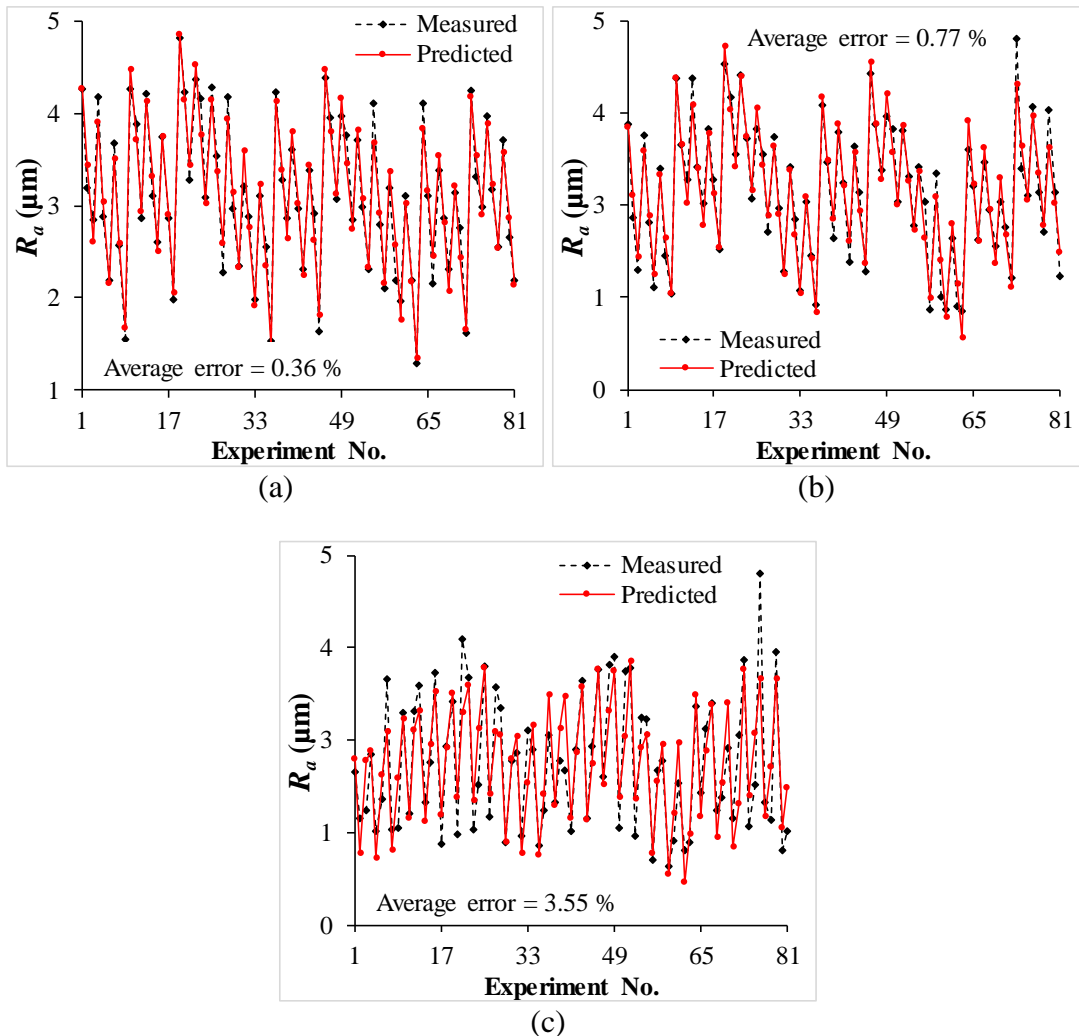 5
4
3
2
1
Ra (μm)
Measured
Predicted
Average error = 0.36 %
1 17 33 49 65 81
Experiment No.
(a)
5
4
3
1
0
Ra (μm)
Average error = 0.77 %
Measured
Predicted
1 17 33 49 65 81
Experiment No.
(b)
5
4
3
1
0
Ra (μm)
Measured
Predicted
Average error = 3.55 %
1 17 33 49 65 81
Experiment No.
(c)